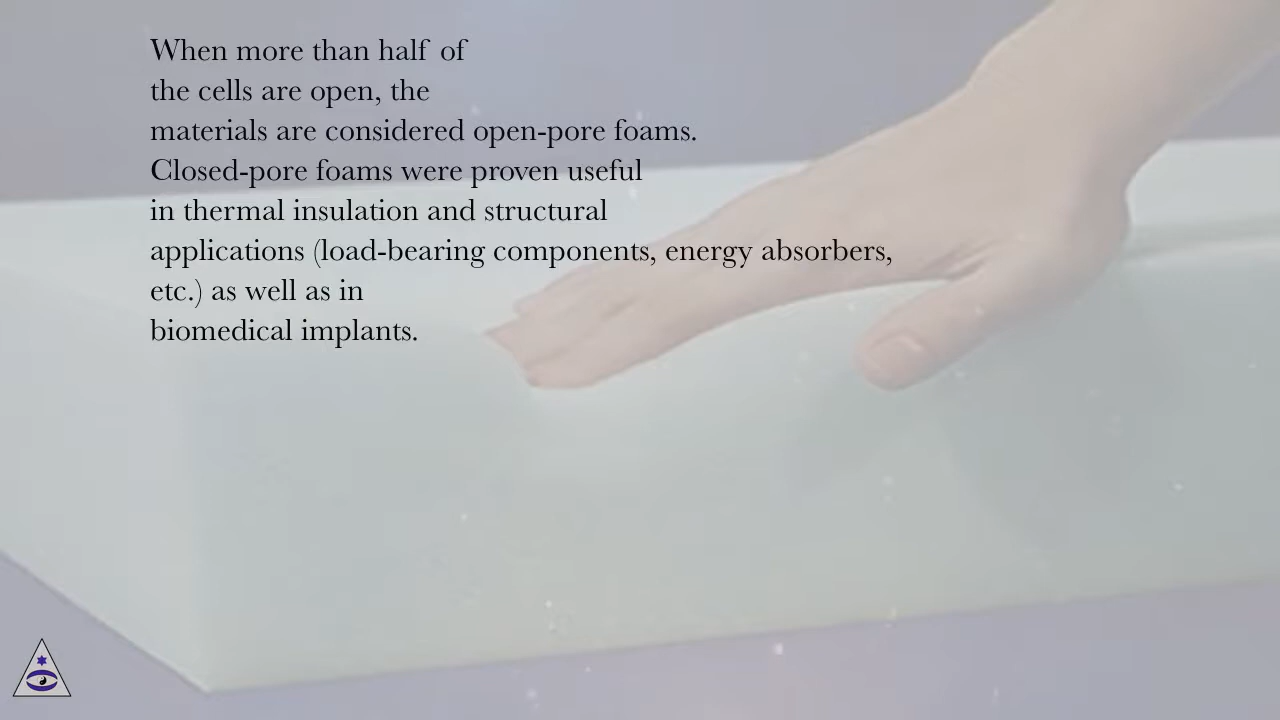 When more than half of
the cells are open, the
materials are considered open-pore foams.
Closed-pore foams were proven useful
in thermal insulation and structural
applications (load-bearing components, energy absorbers,
etc.) as well as in
biomedical implants.